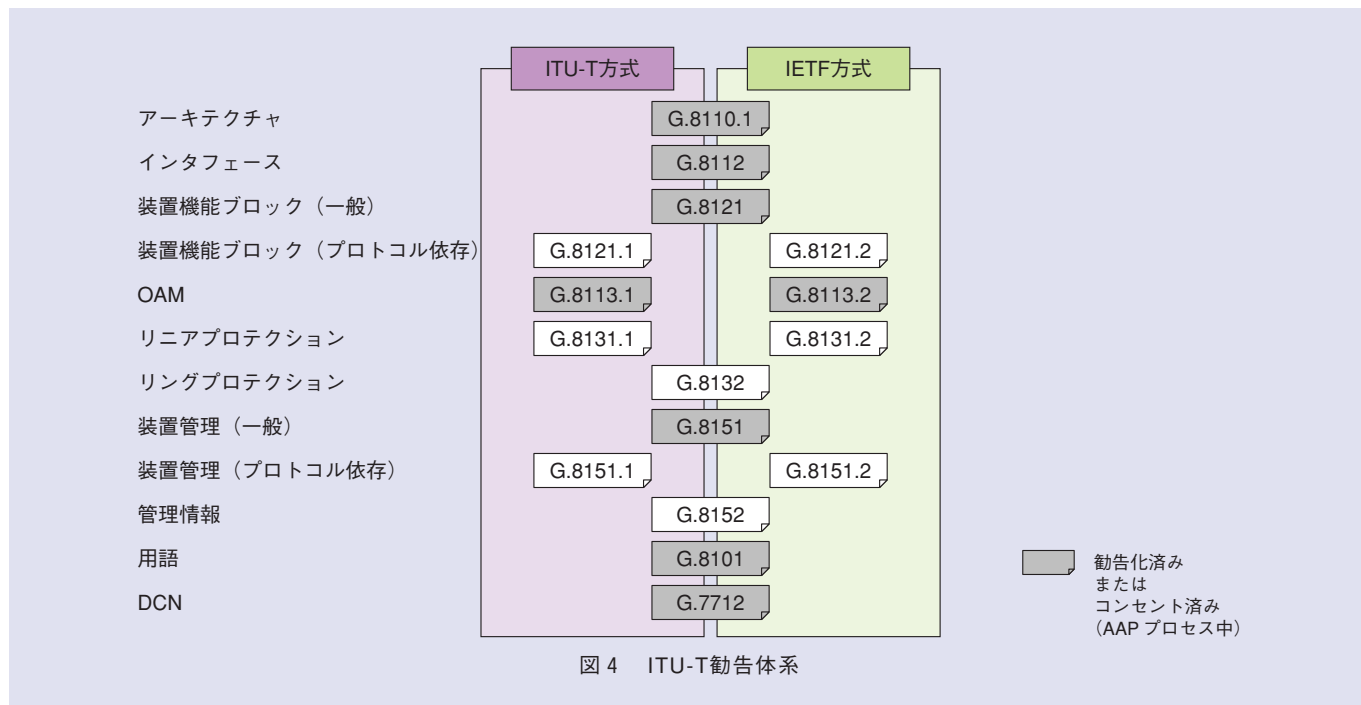 ITU-T方式 IETF方式
アーキテクチャ G.8110.1
インタフェース G.8112
装置機能ブロック（一般） G.8121
装置機能ブロック（プロトコル依存） G.8121.1 G.8121.2
OAM G.8113.1 G.8113.2
リニアプロテクション G.8131.1 G.8131.2
リングプロテクション G.8132
装置管理（一般） G.8151
装置管理（プロトコル依存） G.8151.1 G.8151.2
管理情報 G.8152
用語 G.8101
DCN G.7712
勧告化済み
または
コンセント済み
（AAP プロセス中）
図 4 ITU-T勧告体系